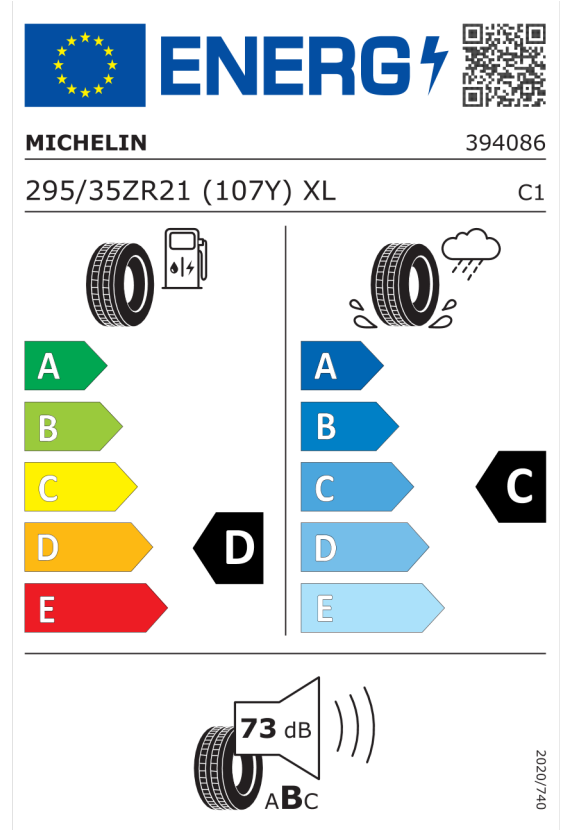 ENERG
MICHELIN 394086
295/35ZR21 (107Y) XL C1
A A
B B
C C C
D D D
E E
73 dB
ABC
2020/740